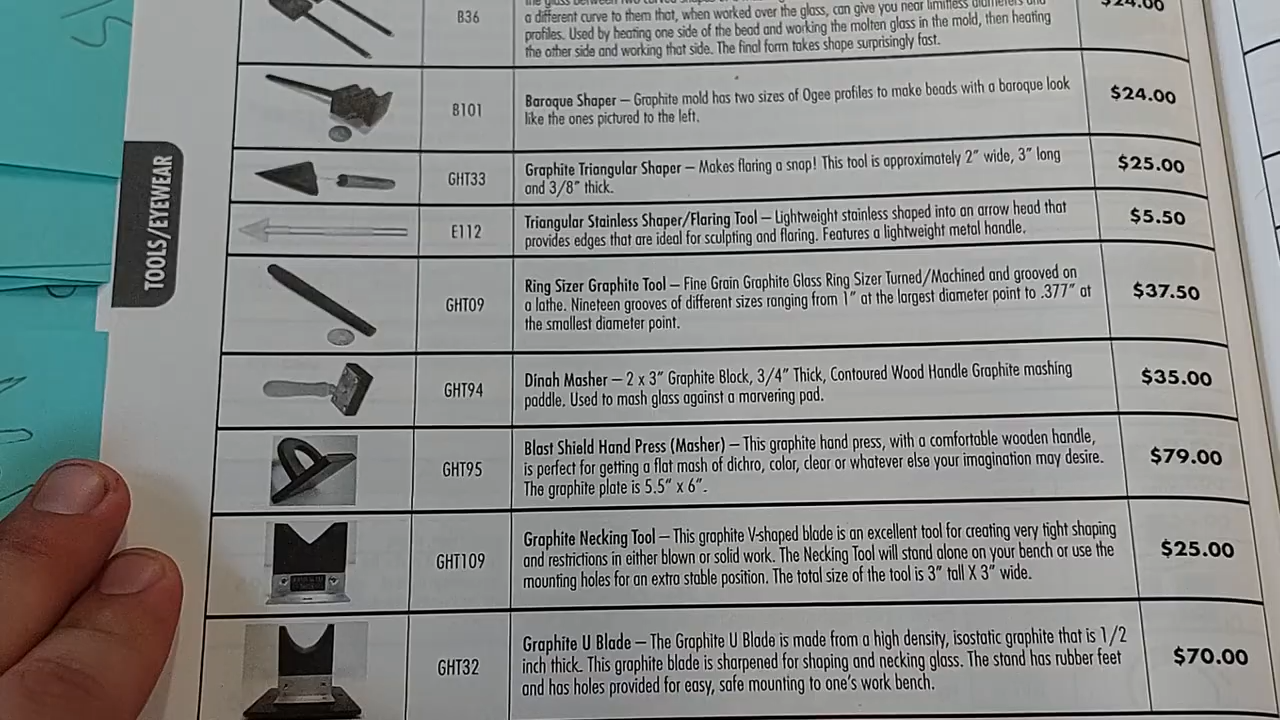 B36
a different curve to them that, when worked over the glass, can give you near limitless diameters and
profiles. Used by heating one side of the bead and working the molten glass in the mold, then heating
the other side and working that side. The final form takes shape surprisingly fast.
$24.00
B101
Baroque Shaper – Graphite mold has two sizes of Ogee profiles to make beads with a baroque look
like the ones pictured to the left.
$24.00
TOOLS/EYEWEAR
GHT33
Graphite Triangular Shaper – Makes flaring a snap! This tool is approximately 2" wide, 3" long
and 3/8" thick.
$25.00
E112
Triangular Stainless Shaper/Flaring Tool – Lightweight stainless shaped into an arrow head that
provides edges that are ideal for sculpting and flaring. Features a lightweight metal handle.
$5.50
GHT09
Ring Sizer Graphite Tool – Fine Grain Graphite Glass Ring Sizer Turned/Machined and grooved on
a lathe. Nineteen grooves of different sizes ranging from 1" at the largest diameter point to .377" at
the smallest diameter point.
$37.50
GHT94
Dinah Masher – 2 x 3" Graphite Block, 3/4" Thick, Contoured Wood Handle Graphite mashing
paddle. Used to mash glass against a marvering pad.
$35.00
GHT95
Blast Shield Hand Press (Masher) – This graphite hand press, with a comfortable wooden handle,
is perfect for getting a flat mash of dichro, color, clear or whatever else your imagination may desire.
The graphite plate is 5.5" x 6".
$79.00
GHT109
Graphite Necking Tool – This graphite V-shaped blade is an excellent tool for creating very tight shaping
and restrictions in either blown or solid work. The Necking Tool will stand alone on your bench or use the
mounting holes for an extra stable position. The total size of the tool is 3" tall X 3" wide.
$25.00
GHT32
Graphite U Blade – The Graphite U Blade is made from a high density, isostatic graphite that is 1/2
inch thick. This graphite blade is sharpened for shaping and necking glass. The stand has rubber feet
and has holes provided for easy, safe mounting to one's work bench.
$70.00